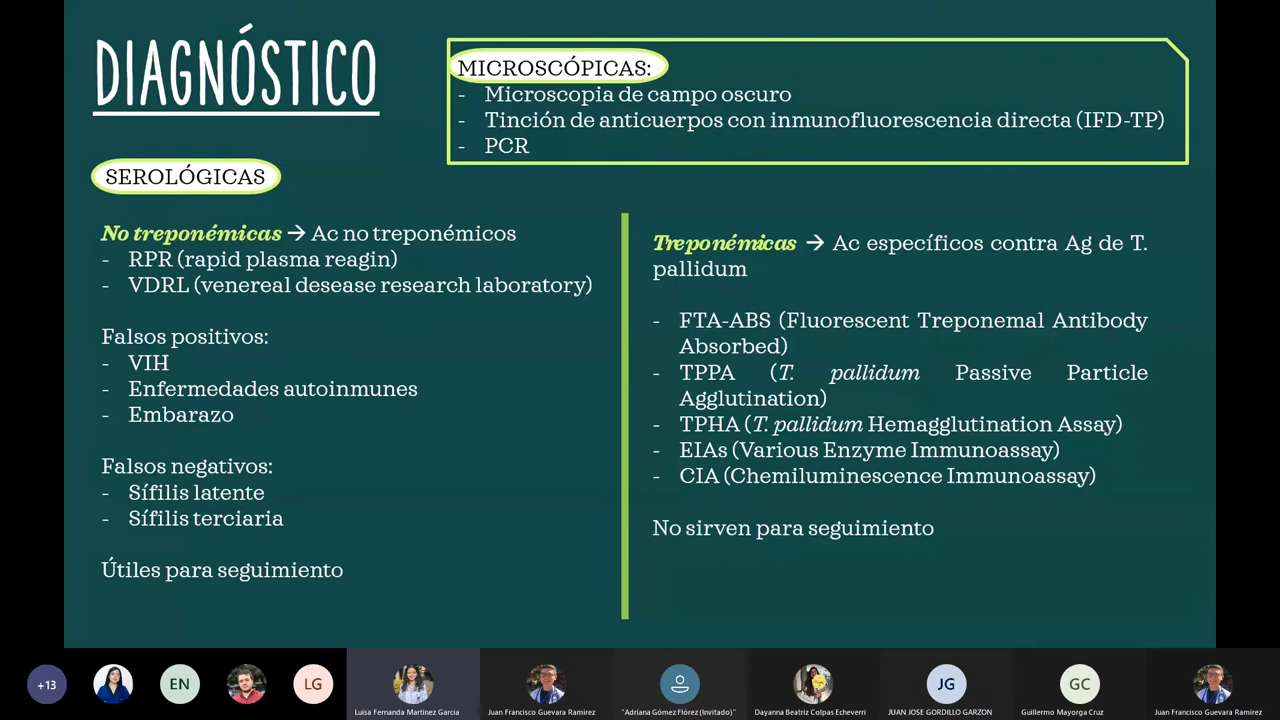 DIAGNÓSTICO
MICROSCÓPICAS:
- Microscopia de campo oscuro
- Tinción de anticuerpos con inmunofluorescencia directa (IFD-TP)
- PCR
SEROLÓGICAS
No treponémicas → Ac no treponémicos
- RPR (rapid plasma reagin)
- VDRL (venereal desease research laboratory)
Falsos positivos:
- VIH
- Enfermedades autoinmunes
- Embarazo
Falsos negativos:
- Sífilis latente
- Sífilis terciaria
Útiles para seguimiento
Treponémicas → Ac específicos contra Ag de T.
pallidum
- FTA-ABS (Fluorescent Treponemal Antibody
Absorbed)
- TPPA (T. pallidum Passive Particle
Agglutination)
- TPHA (T. pallidum Hemagglutination Assay)
- EIAs (Various Enzyme Immunoassay)
- CIA (Chemiluminescence Immunoassay)
No sirven para seguimiento
+13
EN
LG
Luisa Fernanda Martinez Garcia
Juan Francisco Guevara Ramirez
"Adriana Gómez Flórez (Invitado)"
Dayanna Beatriz Colpas Echeverri
JG
JUAN JOSE GORDILLO GARZON
GC
Guillermo Mayorga Cruz
Juan Francisco Guevara Ramirez